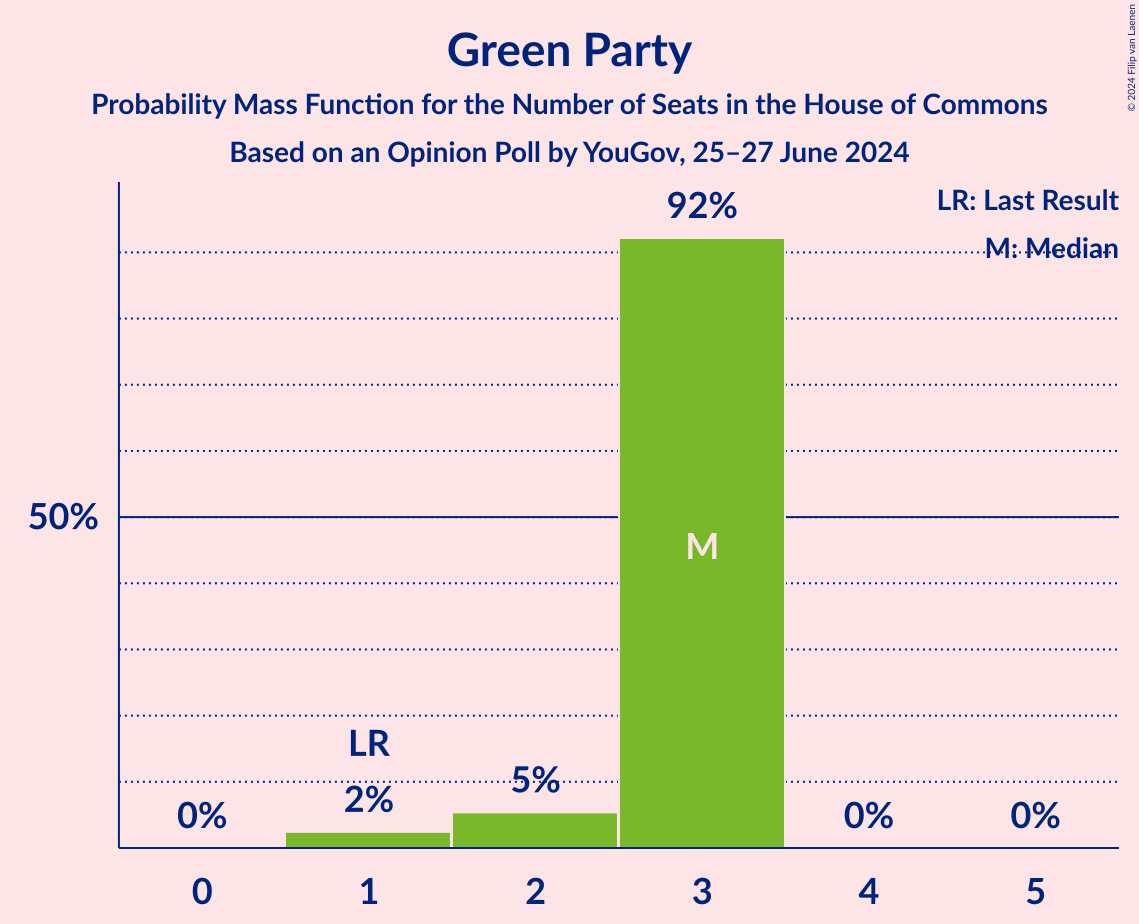 Green Party
Probability Mass Function for the Number of Seats in the House of Commons
Based on an Opinion Poll by YouGov, 25–27 June 2024
© 2024 Filip van Laenen
LR: Last Result
M: Median
92%
50%
M
LR
5%
2%
0%
0%
0%
0
1
2
3
4
5